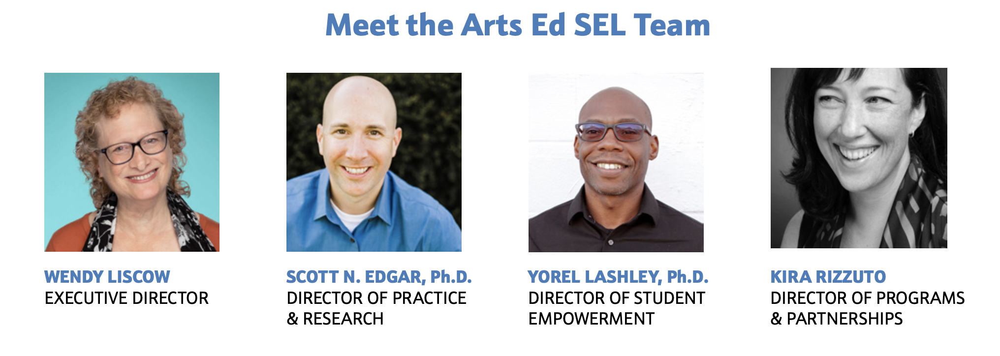 Meet the Arts Ed SEL Team
WENDY LISCOW
EXECUTIVE DIRECTOR
SCOTT N. EDGAR, Ph.D.
DIRECTOR OF PRACTICE
& RESEARCH
YOREL LASHLEY, Ph.D.
DIRECTOR OF STUDENT
EMPOWERMENT
KIRA RIZZUTO
DIRECTOR OF PROGRAMS
& PARTNERSHIPS